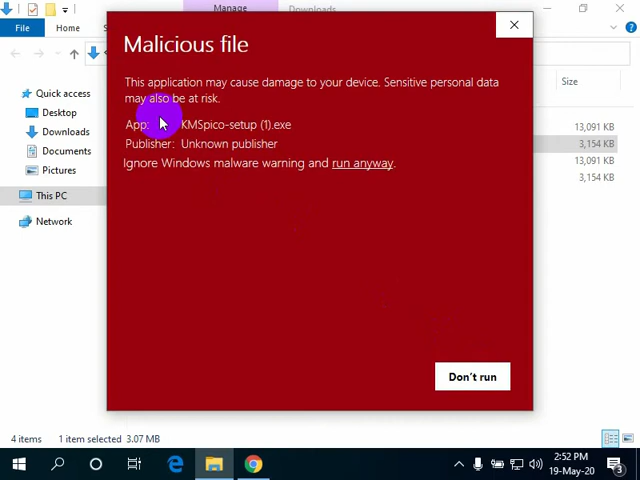 Manage
Downloads
File
Home
Size
Malicious file
This application may cause damage to your device. Sensitive personal data
may also be at risk.
App: KMSpico-setup (1).exe
Publisher: Unknown publisher
Ignore Windows malware warning and run anyway.
Don't run
Quick access
Desktop
Downloads
Documents
Pictures
This PC
Network
13,091 KB
3,154 KB
13,091 KB
3,154 KB
4 items 1 item selected 3.07 MB
2:52 PM
19-May-20
3